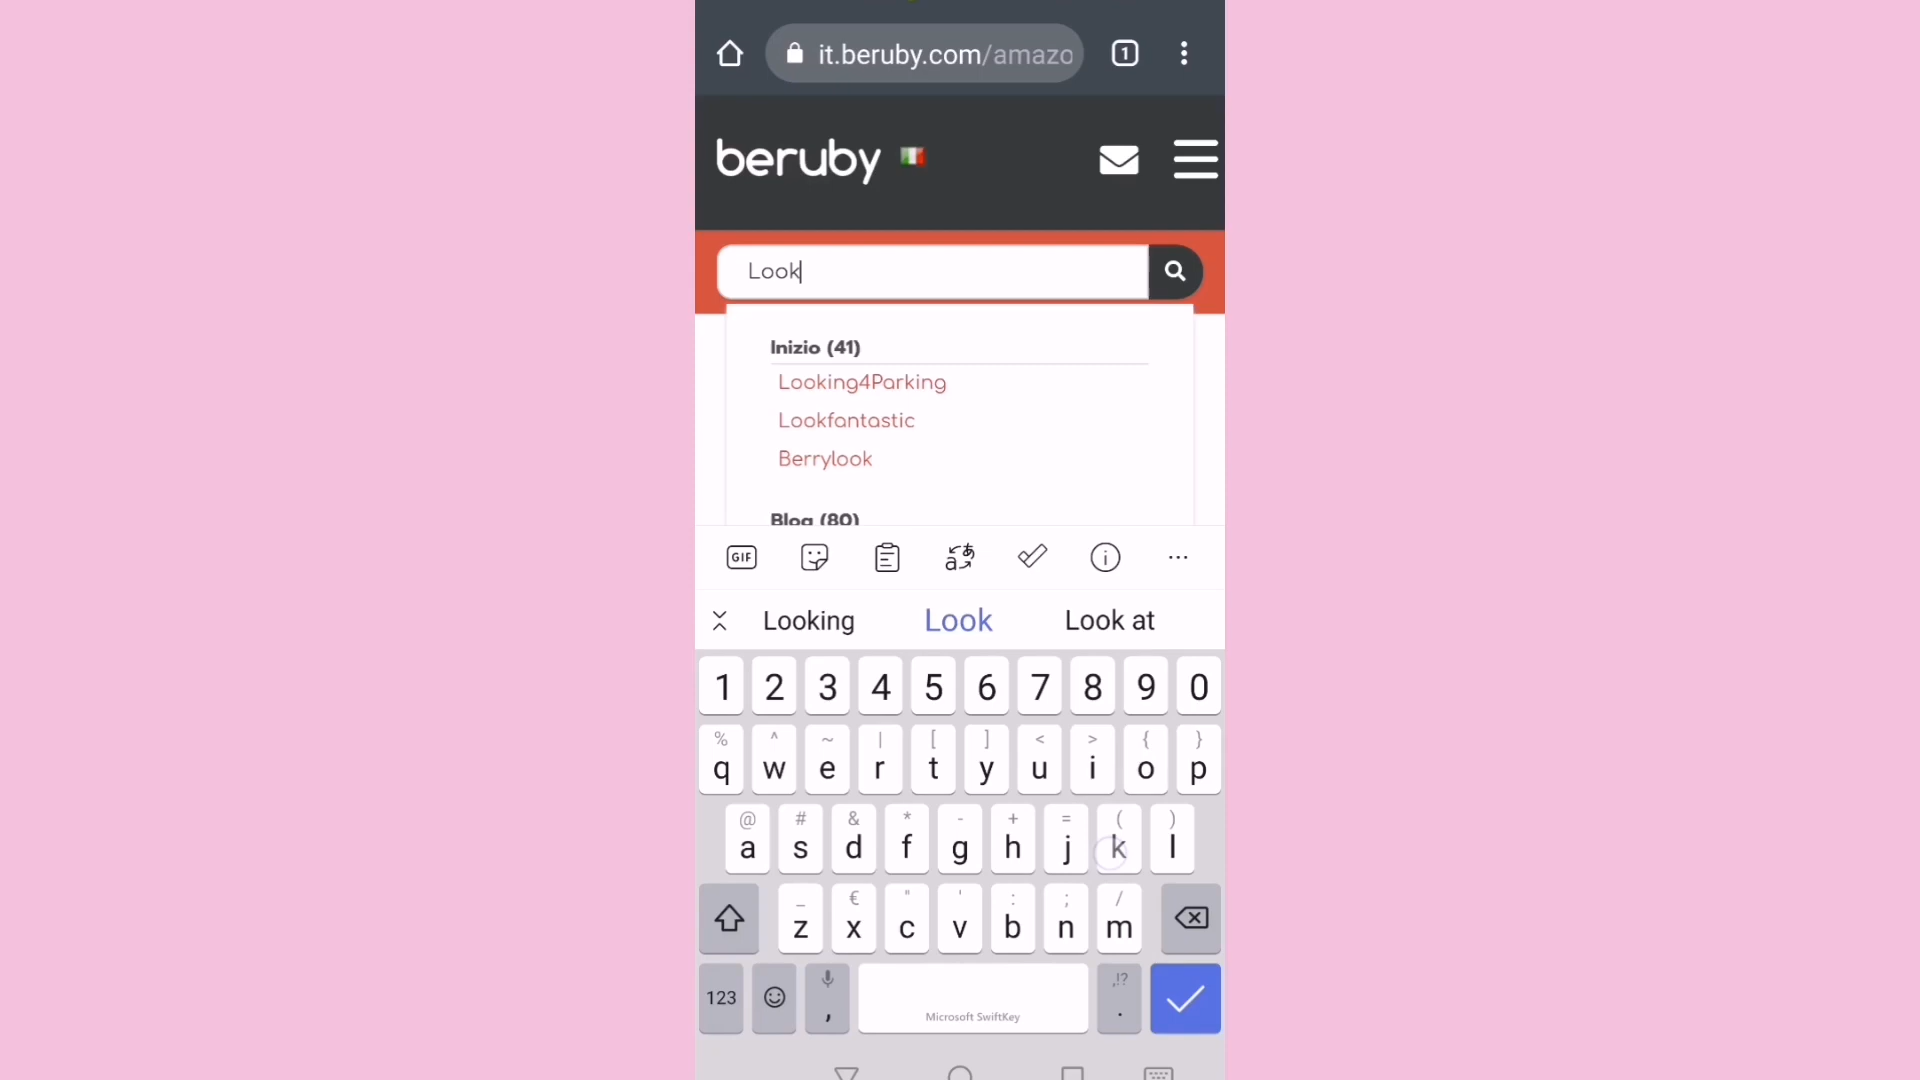 it.beruby.com/amazo
1
beruby
Look
Inizio (41)
Looking4Parking
Lookfantastic
Berrylook
Blog (80)
GIF
Looking Look Look at
1 2 3 4 5 6 7 8 9 0
% ^ ~ | [ ] < > { }
q w e r t y u i o p
@ # & * - + = ( )
a s d f g h j k l
_ € " ' : ; /
z x c v b n m
123 , Microsoft SwiftKey ,!? .